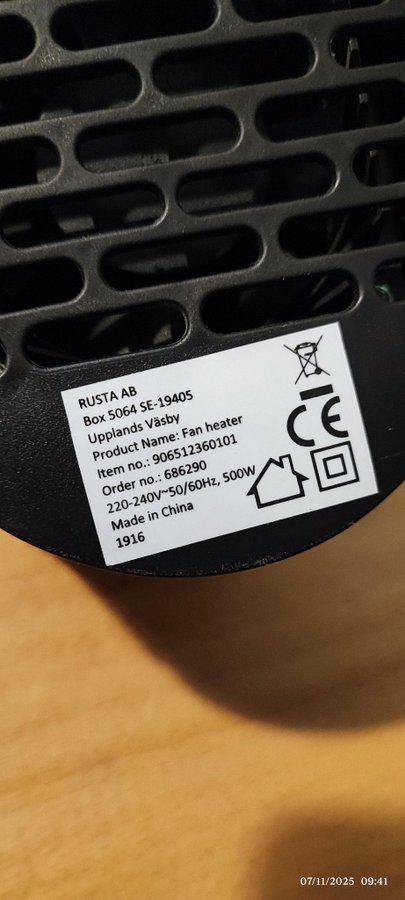 RUSTA AB
Box 5064 SE-19405
Upplands Väsby
Product Name: Fan heater
Item no.: 906512360101
Order no.: 686290
220-240V~50/60Hz, 500W
Made in China
1916
CE
07/11/2025 09:41